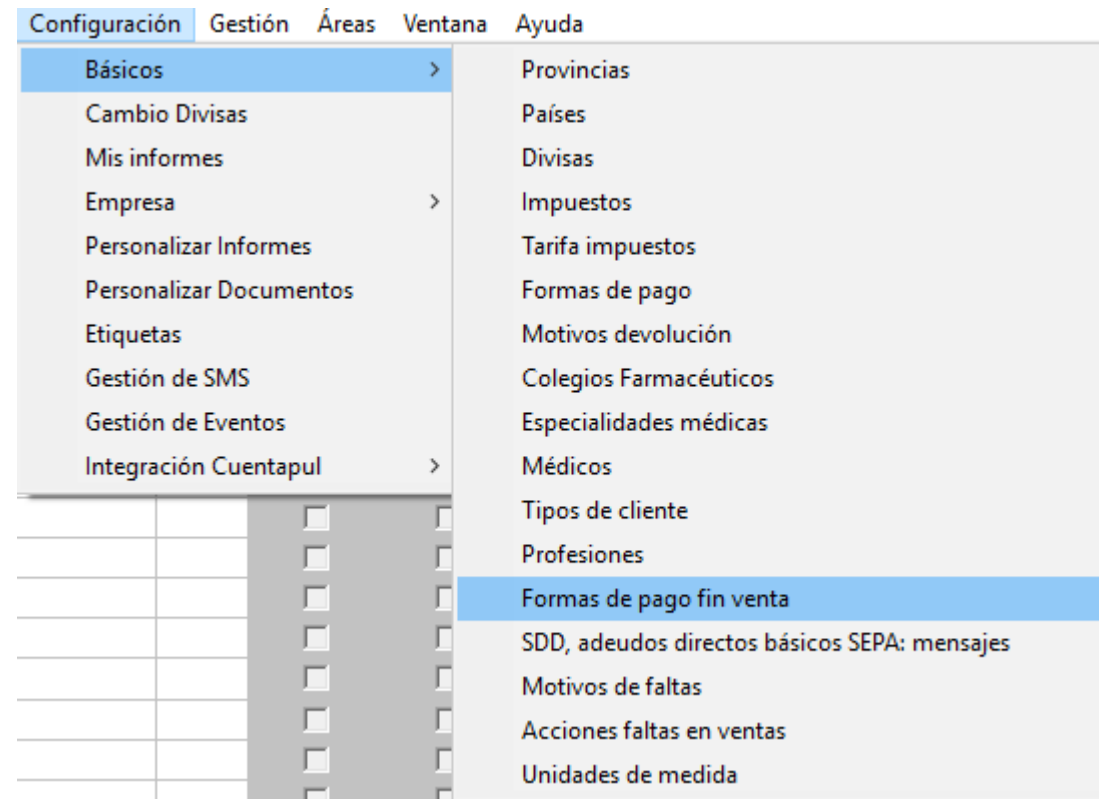 Configuración Gestión Áreas Ventana Ayuda
Básicos
Cambio Divisas
Mis informes
Empresa
Personalizar Informes
Personalizar Documentos
Etiquetas
Gestión de SMS
Gestión de Eventos
Integración Cuentapul
Provincias
Países
Divisas
Impuestos
Tarifa impuestos
Formas de pago
Motivos devolución
Colegios Farmacéuticos
Especialidades médicas
Médicos
Tipos de cliente
Profesiones
Formas de pago fin venta
SDD, adeudos directos básicos SEPA: mensajes
Motivos de faltas
Acciones faltas en ventas
Unidades de medida